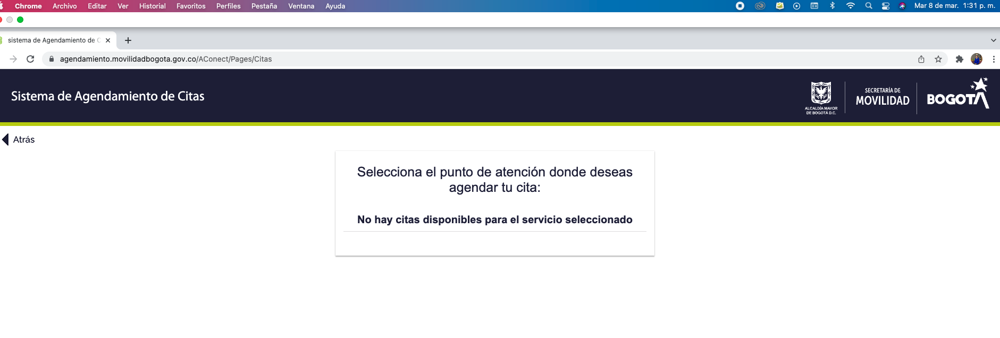 Chrome Archivo Editar Ver Historial Favoritos Perfiles Pestaña Ventana Ayuda Mar 8 de mar. 1:31 p. m.
sistema de Agendamiento de C
agendamiento.movilidadbogota.gov.co/AConect/Pages/Citas
Sistema de Agendamiento de Citas
ALCALDÍA MAYOR
DE BOGOTÁ D.C.
SECRETARÍA DE
MOVILIDAD
BOGOTÁ
Atrás
Selecciona el punto de atención donde deseas
agendar tu cita:
No hay citas disponibles para el servicio seleccionado